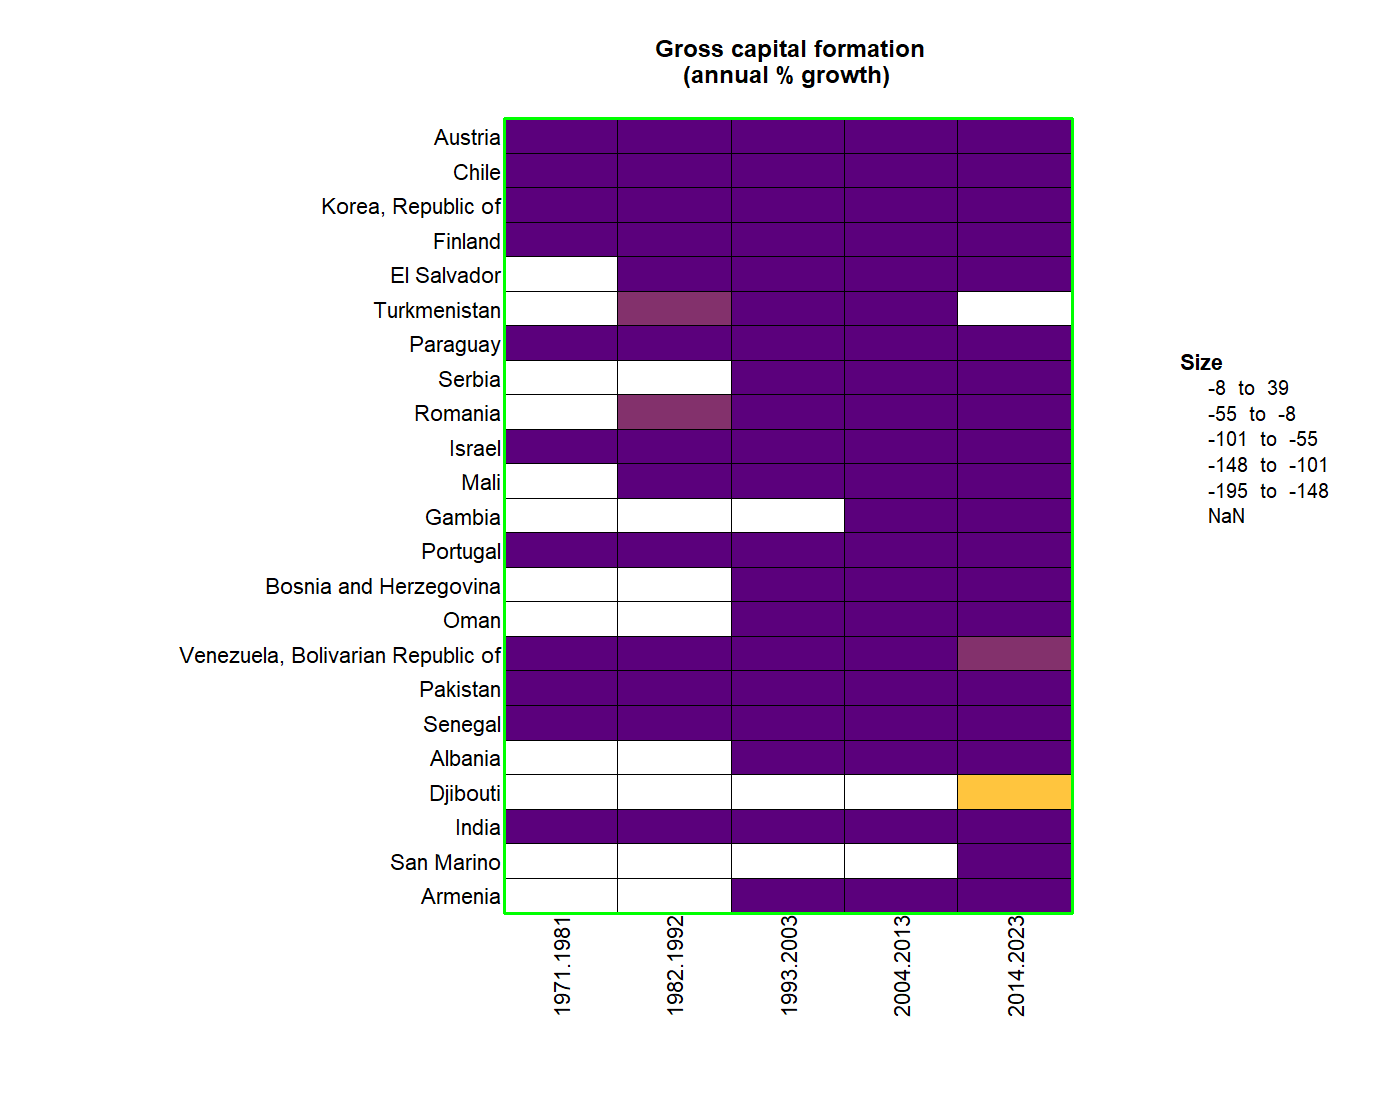 Gross capital formation
(annual % growth)
Austria
Chile
Korea, Republic of
Finland
El Salvador
Turkmenistan
Paraguay
Serbia
Romania
Israel
Mali
Gambia
Portugal
Bosnia and Herzegovina
Oman
Venezuela, Bolivarian Republic of
Pakistan
Senegal
Albania
Djibouti
India
San Marino
Armenia
1971.1981
1982.1992
1993.2003
2004.2013
2014.2023
Size
-8 to 39
-55 to -8
-101 to -55
-148 to -101
-195 to -148
NaN